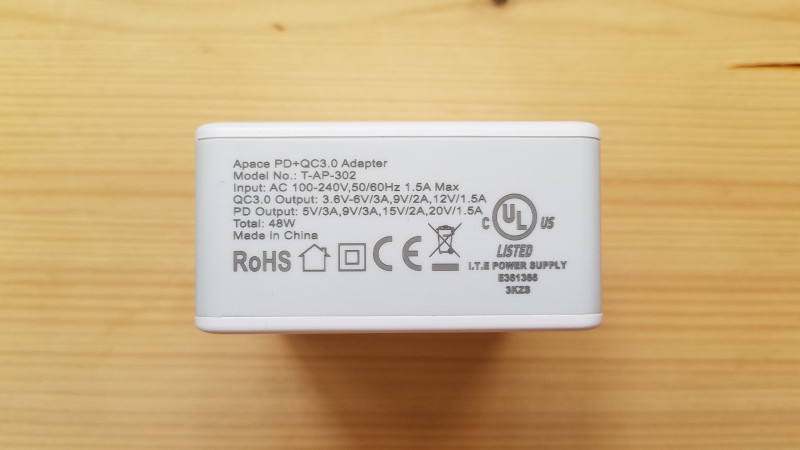 Apace PD+QC3.0 Adapter
Model No.: T-AP-302
Input: AC 100-240V,50/60Hz 1.5A Max
QC3.0 Output: 3.6V-6V/3A,9V/2A,12V/1.5A
PD Output: 5V/3A,9V/3A,15V/2A,20V/1.5A
Total: 48W
Made in China
RoHS CE
C UL US
LISTED
I.T.E POWER SUPPLY
E361368
3KZ8